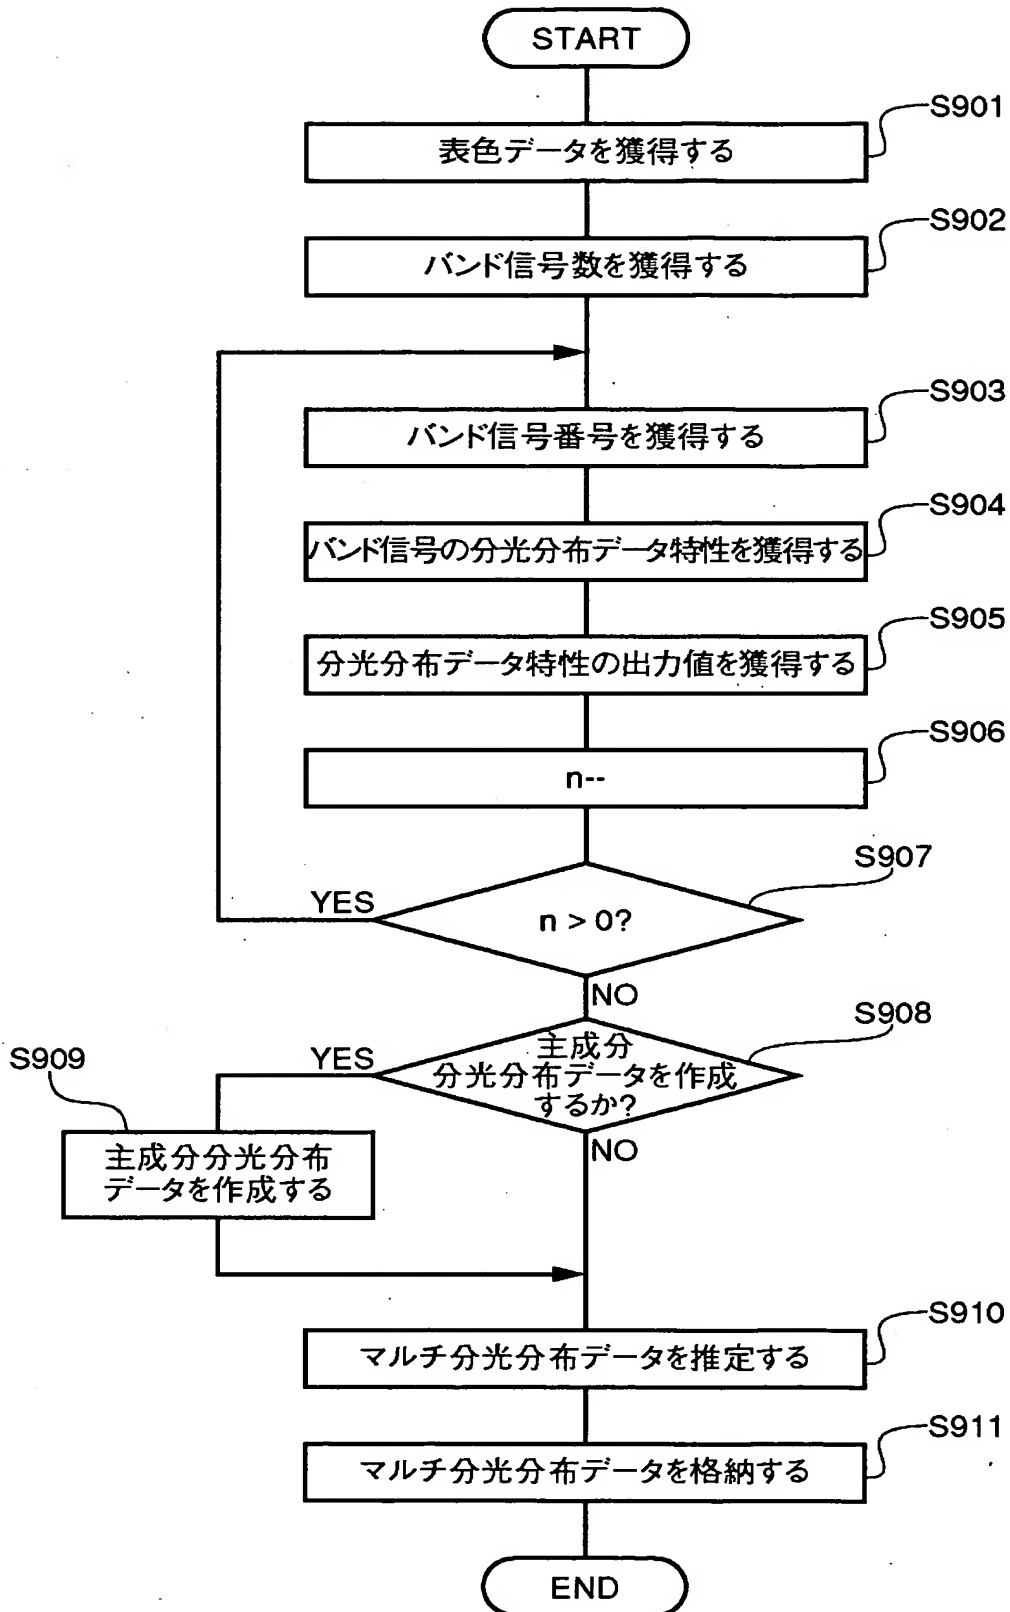 START
S901
表色データを獲得する
S902
バンド信号数を獲得する
S903
バンド信号番号を獲得する
S904
バンド信号の分光分布データ特性を獲得する
S905
分光分布データ特性の出力値を獲得する
S906
n--
S907
YES
n > 0?
NO
S908
S909
YES
主成分
分光分布データを作成
するか?
NO
主成分分光分布
データを作成する
S910
マルチ分光分布データを推定する
S911
マルチ分光分布データを格納する
END